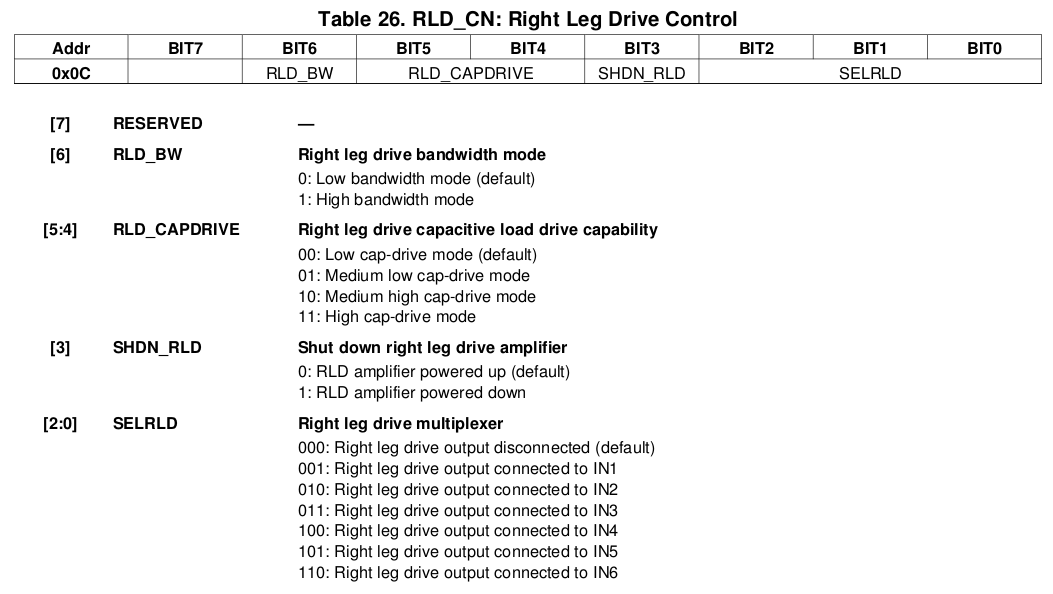 Table 26. RLD_CN: Right Leg Drive Control
Addr BIT7 BIT6 BIT5 BIT4 BIT3 BIT2 BIT1 BIT0
0x0C RLD_BW RLD_CAPDRIVE SHDN_RLD SELRLD
[7] RESERVED —
[6] RLD_BW Right leg drive bandwidth mode
0: Low bandwidth mode (default)
1: High bandwidth mode
[5:4] RLD_CAPDRIVE Right leg drive capacitive load drive capability
00: Low cap-drive mode (default)
01: Medium low cap-drive mode
10: Medium high cap-drive mode
11: High cap-drive mode
[3] SHDN_RLD Shut down right leg drive amplifier
0: RLD amplifier powered up (default)
1: RLD amplifier powered down
[2:0] SELRLD Right leg drive multiplexer
000: Right leg drive output disconnected (default)
001: Right leg drive output connected to IN1
010: Right leg drive output connected to IN2
011: Right leg drive output connected to IN3
100: Right leg drive output connected to IN4
101: Right leg drive output connected to IN5
110: Right leg drive output connected to IN6